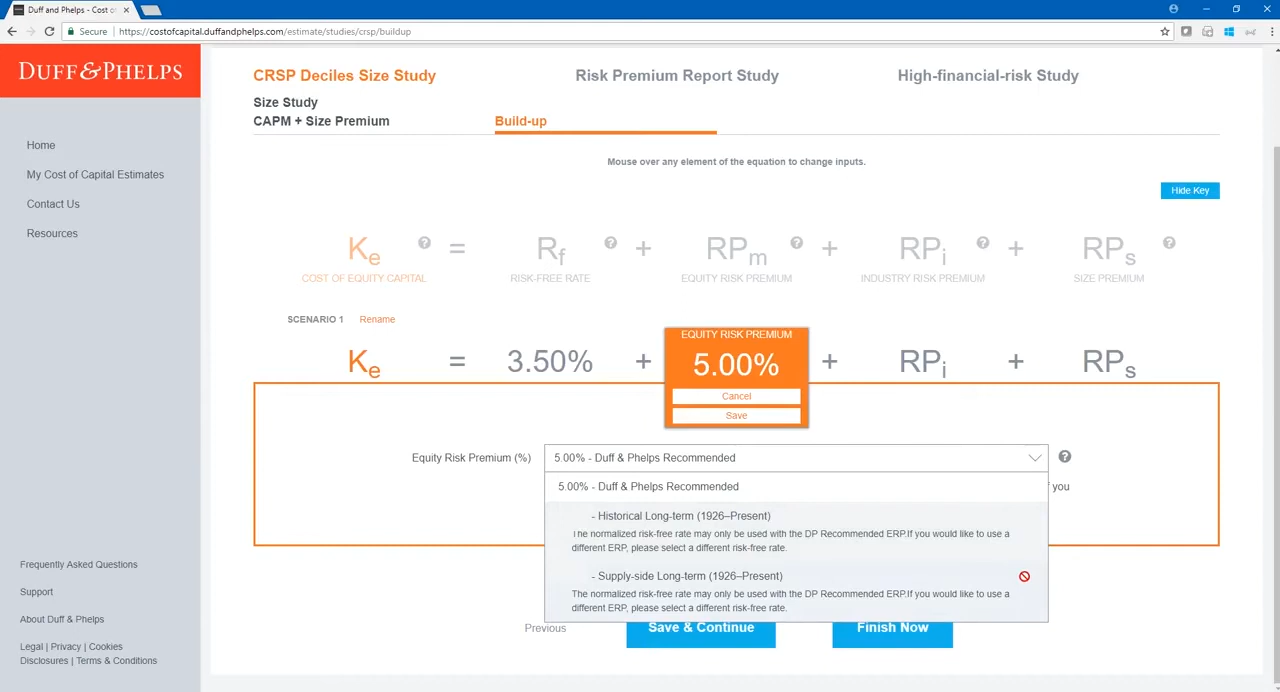 Duff and Phelps - Cost o
Secure | https://costofcapital.duffandphelps.com/estimate/studies/crsp/buildup
DUFF&PHELPS
Home
My Cost of Capital Estimates
Contact Us
Resources
Frequently Asked Questions
Support
About Duff & Phelps
Legal | Privacy | Cookies
Disclosures | Terms & Conditions
CRSP Deciles Size Study
Risk Premium Report Study
High-financial-risk Study
Size Study
CAPM + Size Premium
Build-up
Mouse over any element of the equation to change inputs.
Hide Key
Ke ? = Rf ? + RPm ? + RPi ? + RPs ?
COST OF EQUITY CAPITAL RISK-FREE RATE EQUITY RISK PREMIUM INDUSTRY RISK PREMIUM SIZE PREMIUM
SCENARIO 1 Rename
EQUITY RISK PREMIUM
Ke = 3.50% + 5.00% + RPi + RPs
Cancel
Save
Equity Risk Premium (%) 5.00% - Duff & Phelps Recommended ?
5.00% - Duff & Phelps Recommended
you
- Historical Long-term (1926–Present)
The normalized risk-free rate may only be used with the DP Recommended ERP.If you would like to use a
different ERP, please select a different risk-free rate.
- Supply-side Long-term (1926–Present)
The normalized risk-free rate may only be used with the DP Recommended ERP.If you would like to use a
different ERP, please select a different risk-free rate.
Previous
Save & Continue
Finish Now